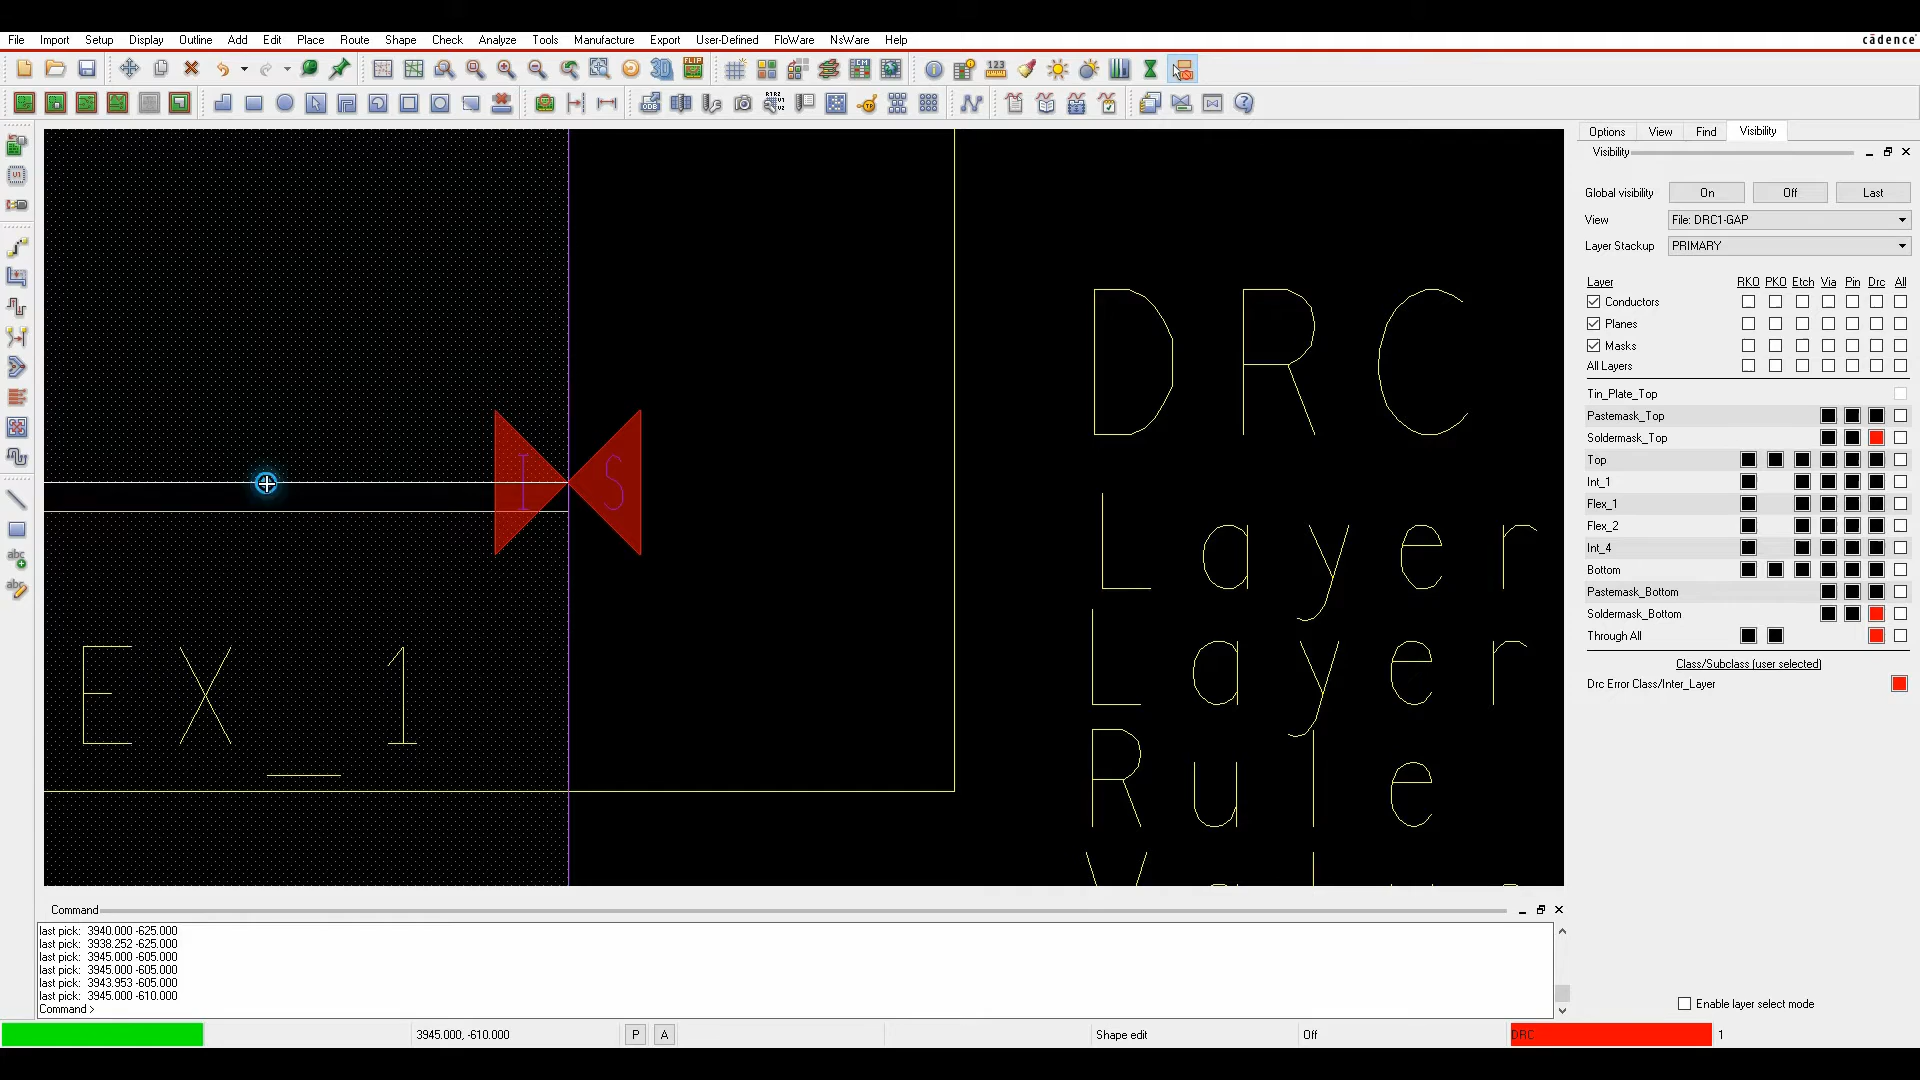 File Import Setup Display Outline Add Edit Place Route Shape Check Analyze Tools Manufacture Export User-Defined FloWare NsWare Help
cādence
Options View Find Visibility
Visibility
Global visibility On Off Last
View File: DRC1-GAP
Layer Stackup PRIMARY
Layer RKO PKO Etch Via Pin Drc All
Conductors
Planes
Masks
All Layers
Tin_Plate_Top
Pastemask_Top
Soldermask_Top
Top
Int_1
Flex_1
Flex_2
Int_4
Bottom
Pastemask_Bottom
Soldermask_Bottom
Through All
Class/Subclass (user selected)
Drc Error Class/Inter_Layer
Enable layer select mode
DRC
Layer
Layer
Rule
I S
EX_1
Command
last pick: 3940.000 -625.000
last pick: 3938.252 -625.000
last pick: 3945.000 -605.000
last pick: 3945.000 -605.000
last pick: 3943.953 -605.000
last pick: 3945.000 -610.000
Command >
3945.000, -610.000 P A Shape edit Off DRC 1